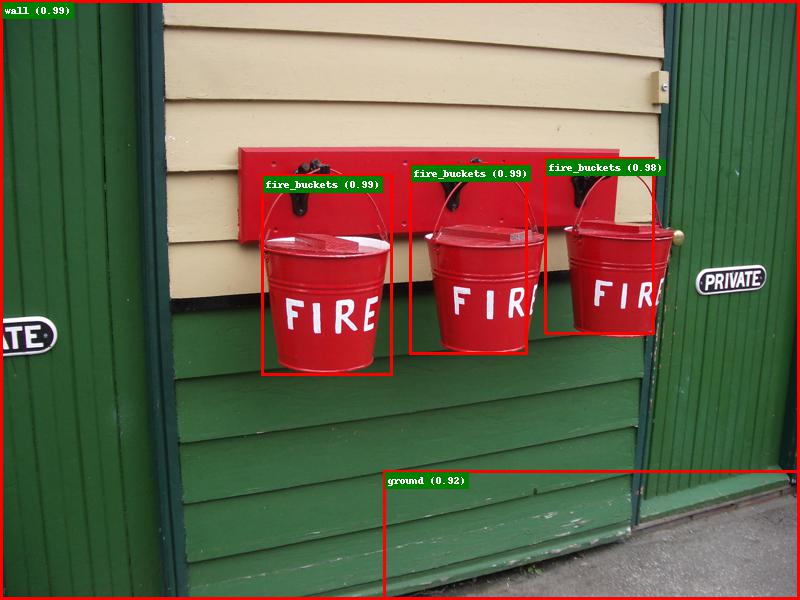 wall (0.99)
fire_buckets (0.99)
fire_buckets (0.99)
fire_buckets (0.98)
PRIVATE
FIRE
FIRE
FIRE
ATE
ground (0.92)